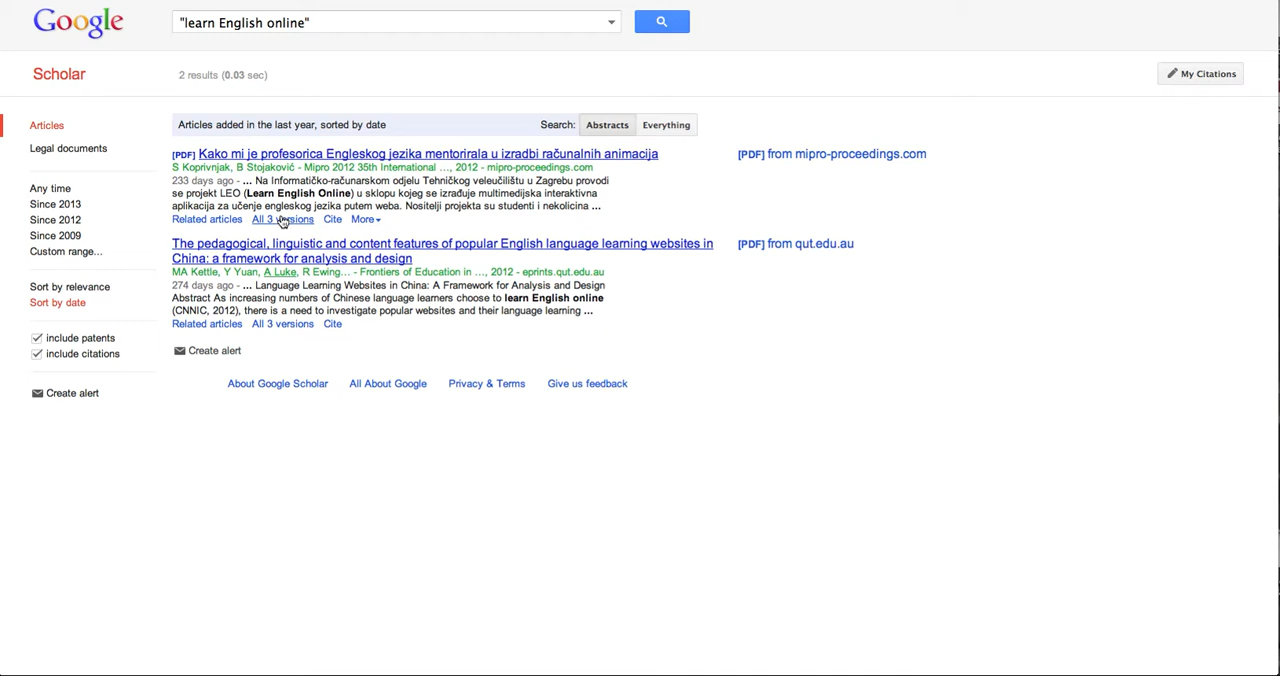 Google
"learn English online"
Scholar
2 results (0.03 sec)
My Citations
Articles
Legal documents
Any time
Since 2013
Since 2012
Since 2009
Custom range...
Sort by relevance
Sort by date
include patents
include citations
Create alert
Articles added in the last year, sorted by date
Search: Abstracts Everything
[PDF] Kako mi je profesorica Engleskog jezika mentorirala u izradbi računalnih animacija
S Koprivnjak, B Stojaković - Mipro 2012 35th International …, 2012 - mipro-proceedings.com
233 days ago - ... Na Informatičko-računarskom odjelu Tehničkog veleučilištu u Zagrebu provodi
se projekt LEO (Learn English Online) u sklopu kojeg se izrađuje multimedijska interaktivna
aplikacija za učenje engleskog jezika putem weba. Nositelji projekta su studenti i nekolicina ...
Related articles All 3 versions Cite More
[PDF] from mipro-proceedings.com
The pedagogical, linguistic and content features of popular English language learning websites in
China: a framework for analysis and design
MA Kettle, Y Yuan, A Luke, R Ewing… - Frontiers of Education in …, 2012 - eprints.qut.edu.au
274 days ago - ... Language Learning Websites in China: A Framework for Analysis and Design
Abstract As increasing numbers of Chinese language learners choose to learn English online
(CNNIC, 2012), there is a need to investigate popular websites and their language learning ...
Related articles All 3 versions Cite
[PDF] from qut.edu.au
Create alert
About Google Scholar All About Google Privacy & Terms Give us feedback